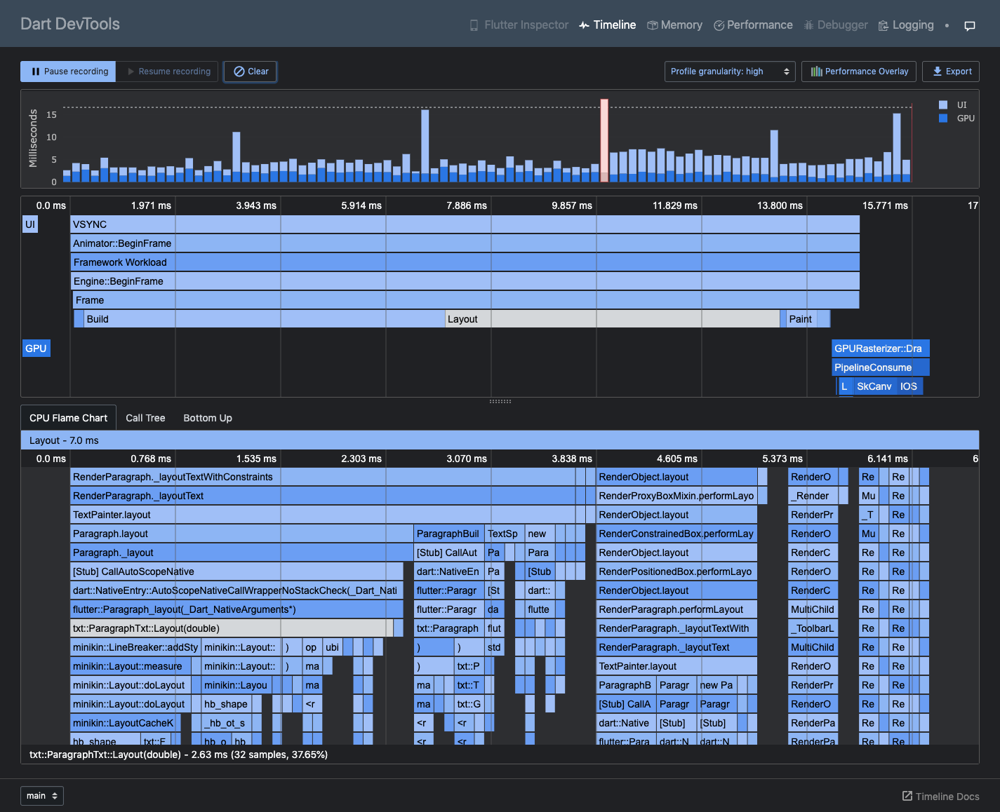 Dart DevTools
Flutter Inspector Timeline Memory Performance Debugger Logging
Pause recording Resume recording Clear Profile granularity: high Performance Overlay Export
Milliseconds
15
10
5
0
UI
GPU
0.0 ms 1.971 ms 3.943 ms 5.914 ms 7.886 ms 9.857 ms 11.829 ms 13.800 ms 15.771 ms 17
UI VSYNC
Animator::BeginFrame
Framework Workload
Engine::BeginFrame
Frame
Build Layout Paint
GPU GPURasterizer::Dra
PipelineConsume
L SkCanv IOS
CPU Flame Chart Call Tree Bottom Up
Layout - 7.0 ms
0.0 ms 0.768 ms 1.535 ms 2.303 ms 3.070 ms 3.838 ms 4.605 ms 5.373 ms 6.141 ms 6
RenderParagraph._layoutTextWithConstraints RenderObject.layout RenderO Re Re
RenderParagraph._layoutText RenderProxyBoxMixin.performLayo _Render Mu Re
TextPainter.layout RenderObject.layout RenderPr _T Re
Paragraph.layout ParagraphBuil TextSp new RenderConstrainedBox.performLay RenderO Mu Re
Paragraph._layout [Stub] CallAut Pa Para RenderObject.layout RenderC Re Re
[Stub] CallAutoScopeNative dart::NativeEn Pa [Stub RenderPositionedBox.performLayo RenderO Re Re
dart::NativeEntry::AutoScopeNativeCallWrapperNoStackCheck(_Dart_Nati flutter::Paragr [St dart:: RenderObject.layout RenderC Re Re
flutter::Paragraph_layout(_Dart_NativeArguments*) flutter::Paragr da flutte RenderParagraph.performLayout MultiChild Re Re
txt::ParagraphTxt::Layout(double) txt::Paragraph flut RenderParagraph._layoutTextWith _ToolbarL Re Re
minikin::LineBreaker::addSty minikin::Layout:: ) op ubi ) ) std RenderParagraph._layoutText MultiChild Re Re
minikin::Layout::measure minikin::Layout:: ) ma ) txt::P TextPainter.layout RenderO Re Re
minikin::Layout::doLayout minikin::Layou ma ma txt::T ParagraphB Paragr new Pa RenderPr Re Re
minikin::Layout::doLayout hb_shape <r ma txt::G [Stub] CallA Paragr Paragr RenderO Re Re
minikin::LayoutCacheK _hb_ot_s <r <r dart::Native [Stub] [Stub] RenderPa Re Re
hb_shape txt::F hb_o hb <r <r flutter::Para dart::N dart::N RenderPa Re Re
txt::ParagraphTxt::Layout(double) - 2.63 ms (32 samples, 37.65%)
main Timeline Docs